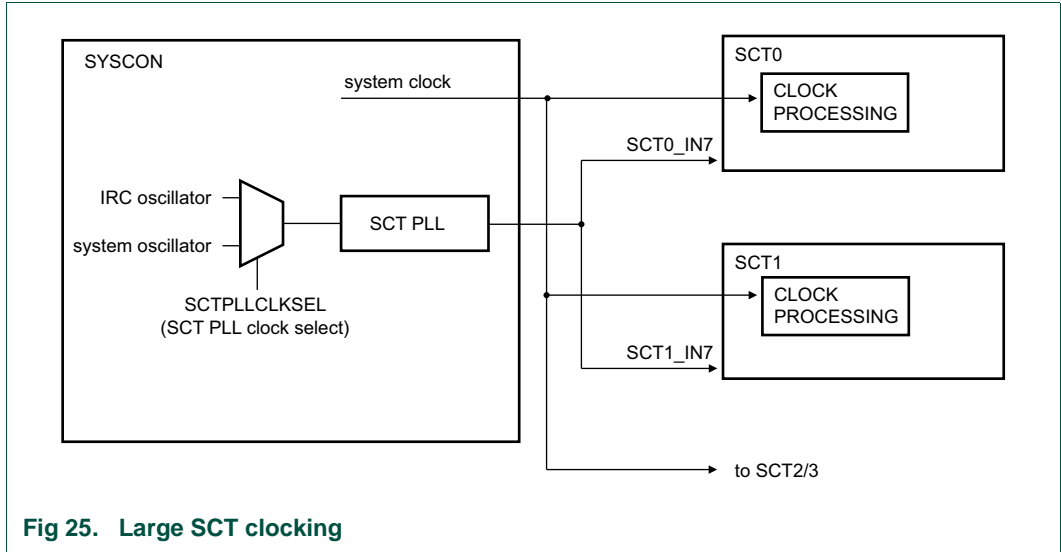 SYSCON
system clock
IRC oscillator
system oscillator
SCT PLL
SCTPLLCLKSEL
(SCT PLL clock select)
SCT0
CLOCK
PROCESSING
SCT0_IN7
SCT1
CLOCK
PROCESSING
SCT1_IN7
to SCT2/3
Fig 25. Large SCT clocking